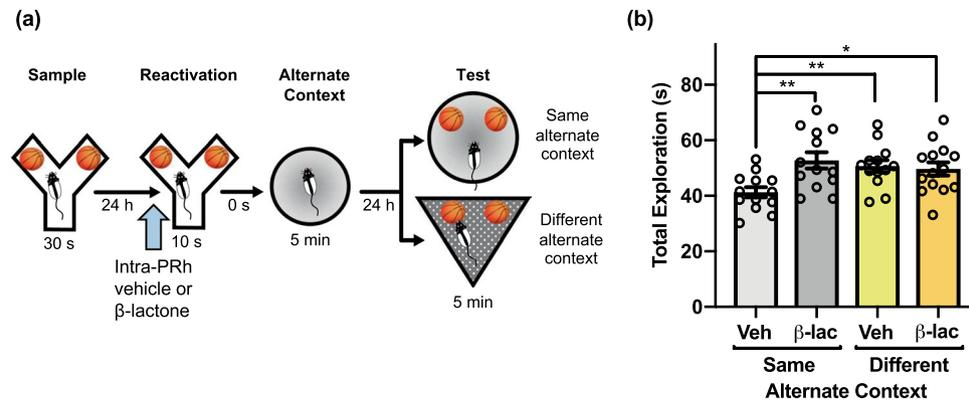 (a)
Sample
Reactivation
Alternate
Context
Test
24 h
0 s
24 h
30 s
10 s
5 min
Intra-PRh
vehicle or
β-lactone
Same
alternate
context
Different
alternate
context
5 min
(b)
Total Exploration (s)
80
60
40
20
0
*
**
**
Veh
β-lac
Veh
β-lac
Same
Different
Alternate Context